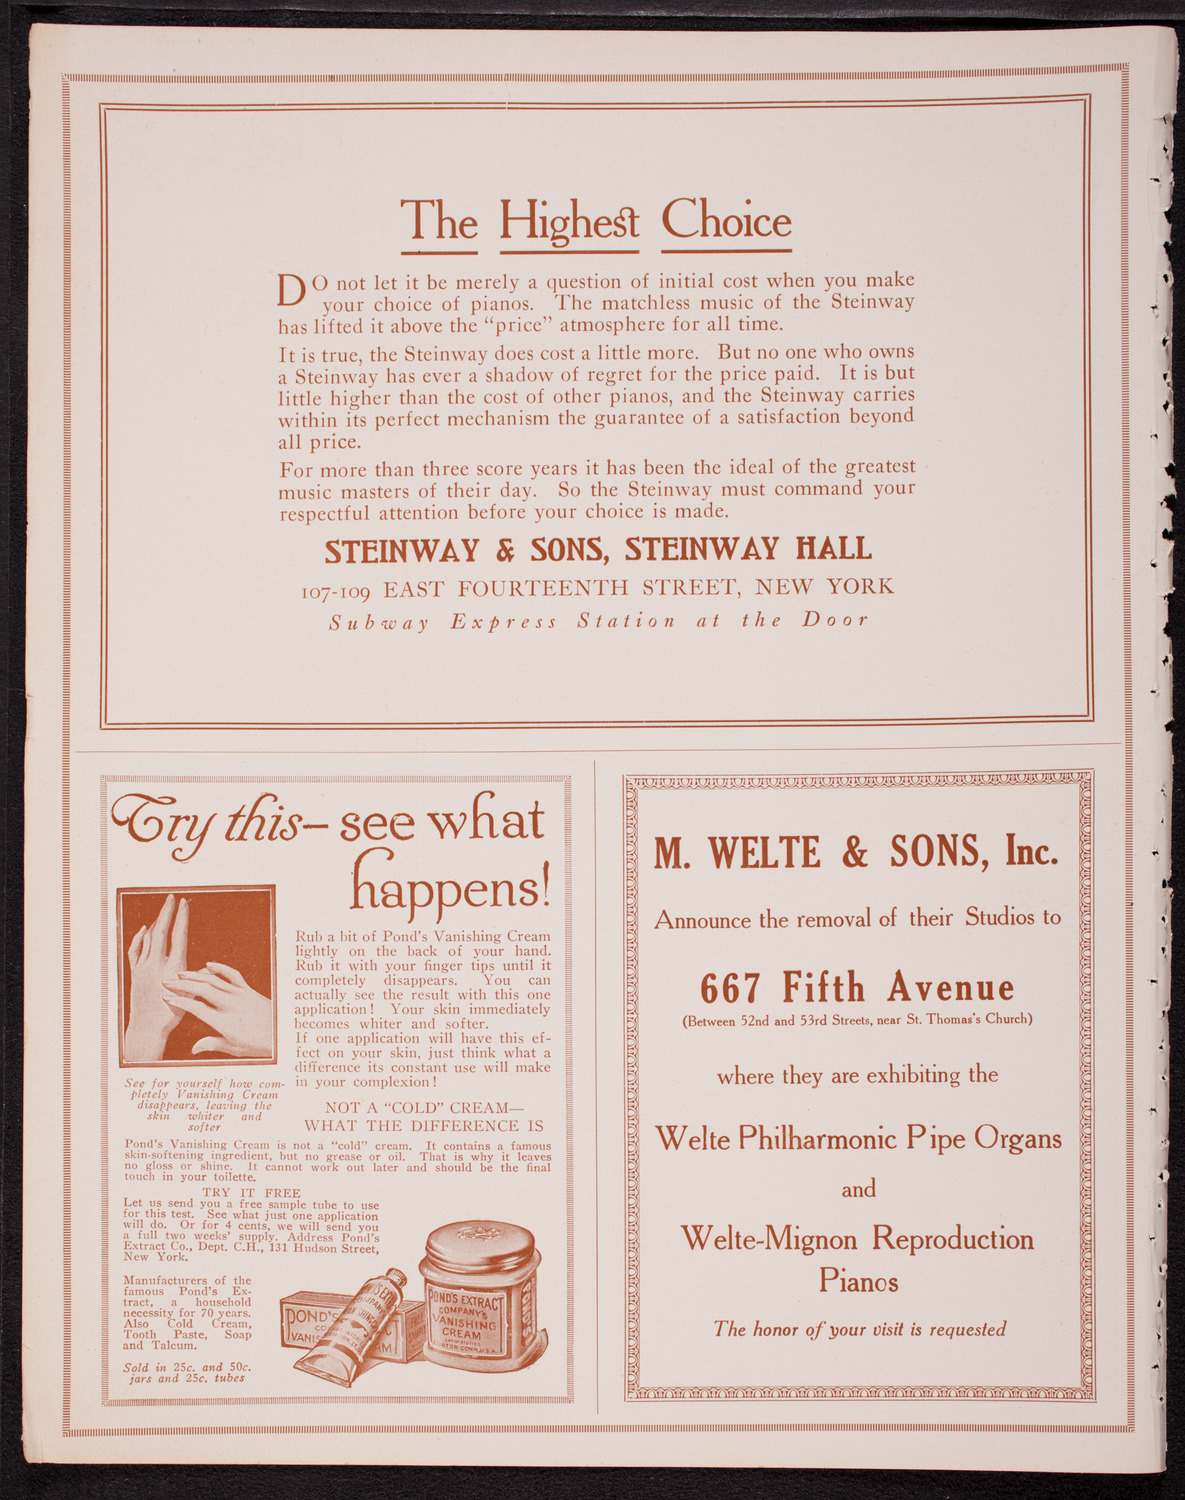 The Highest Choice
DO not let it be merely a question of initial cost when you make
your choice of pianos. The matchless music of the Steinway
has lifted it above the “price” atmosphere for all time.
It is true, the Steinway does cost a little more. But no one who owns
a Steinway has ever a shadow of regret for the price paid. It is but
little higher than the cost of other pianos, and the Steinway carries
within its perfect mechanism the guarantee of a satisfaction beyond
all price.
For more than three score years it has been the ideal of the greatest
music masters of their day. So the Steinway must command your
respectful attention before your choice is made.
STEINWAY & SONS, STEINWAY HALL
107-109 EAST FOURTEENTH STREET, NEW YORK
Subway Express Station at the Door
Try this—see what
happens!
Rub a bit of Pond's Vanishing Cream
lightly on the back of your hand.
Rub it with your finger tips until it
completely disappears. You can
actually see the result with this one
application! Your skin immediately
becomes whiter and softer.
If one application will have this ef-
fect on your skin, just think what a
difference its constant use will make
in your complexion!
See for yourself how com-
pletely Vanishing Cream
disappears, leaving the
skin whiter and
softer
NOT A “COLD” CREAM—
WHAT THE DIFFERENCE IS
Pond's Vanishing Cream is not a “cold” cream. It contains a famous
skin-softening ingredient, but no grease or oil. That is why it leaves
no gloss or shine. It cannot work out later and should be the final
touch in your toilette.
TRY IT FREE
Let us send you a free sample tube to use
for this test. See what just one application
will do. Or for 4 cents, we will send you
a full two weeks' supply. Address Pond's
Extract Co., Dept. C.H., 131 Hudson Street,
New York.
Manufacturers of the
famous Pond's Ex-
tract, a household
necessity for 70 years.
Also Cold Cream,
Tooth Paste, Soap
and Talcum.
Sold in 25c. and 50c.
jars and 25c. tubes
POND'S
VANIS
AM
POND'S EXTRACT
COMPANY'S
VANISHING
CREAM
POND'S
M. WELTE & SONS, Inc.
Announce the removal of their Studios to
667 Fifth Avenue
(Between 52nd and 53rd Streets, near St. Thomas's Church)
where they are exhibiting the
Welte Philharmonic Pipe Organs
and
Welte-Mignon Reproduction
Pianos
The honor of your visit is requested